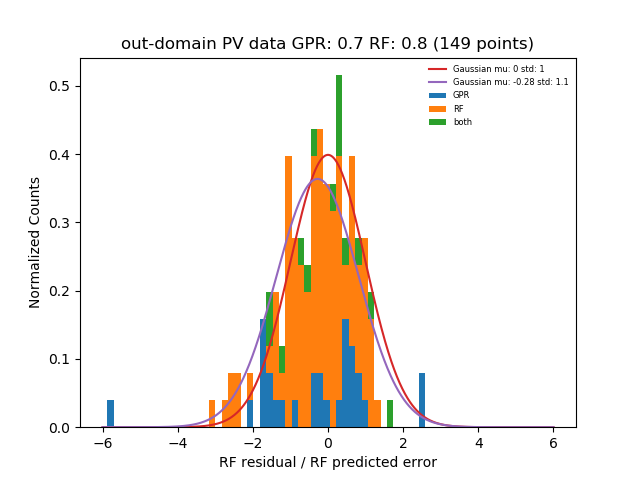 out-domain PV data GPR: 0.7 RF: 0.8 (149 points)
Gaussian mu: 0 std: 1
Gaussian mu: -0.28 std: 1.1
GPR
RF
both
Normalized Counts
0.5
0.4
0.3
0.2
0.1
0.0
−6 −4 −2 0 2 4 6
RF residual / RF predicted error